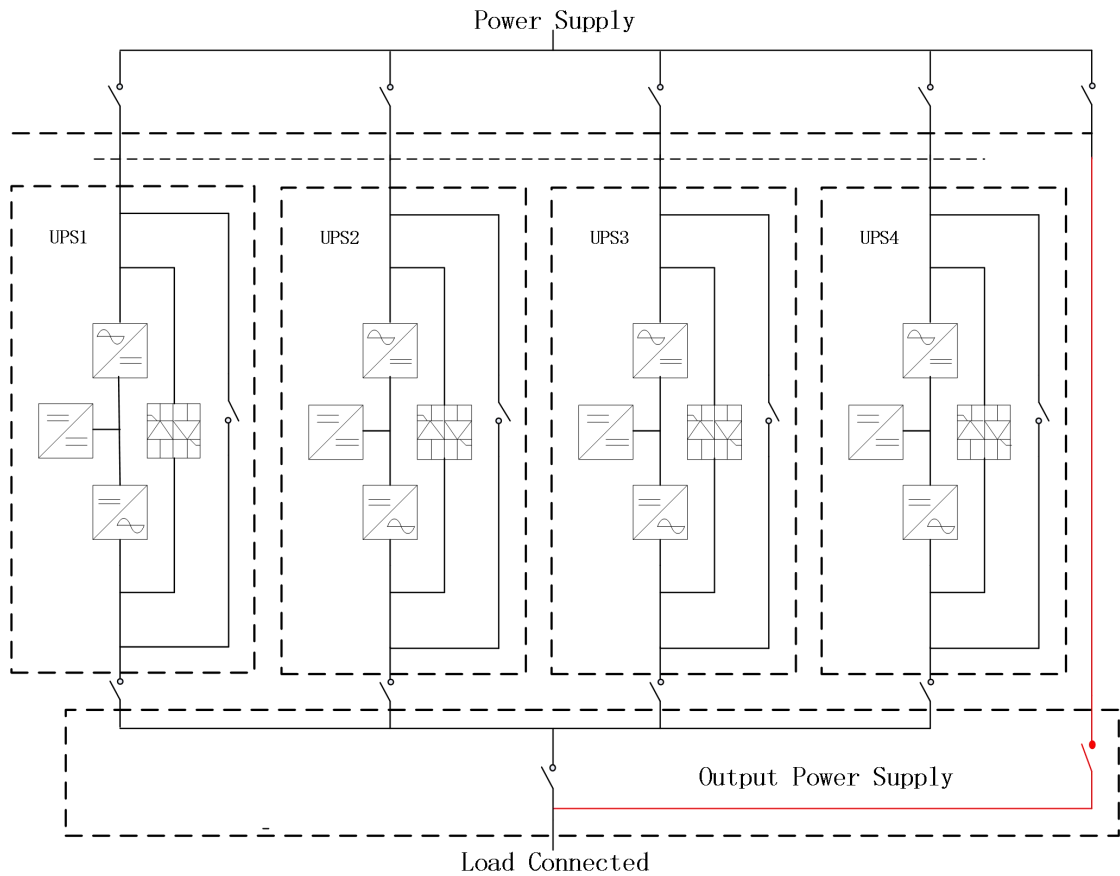 Power Supply
UPS1
UPS2
UPS3
UPS4
Output Power Supply
Load Connected